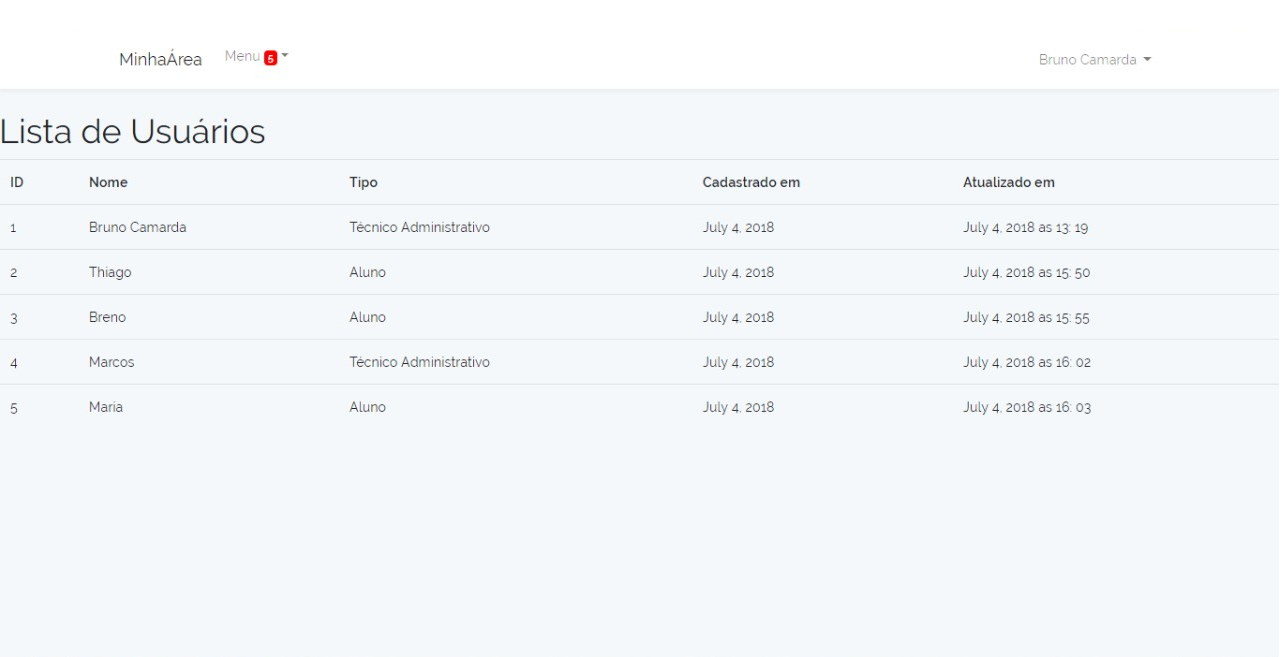 MinhaÁrea Menu 5 Bruno Camarda
Lista de Usuários
ID Nome Tipo Cadastrado em Atualizado em
1 Bruno Camarda Técnico Administrativo July 4, 2018 July 4, 2018 as 13: 19
2 Thiago Aluno July 4, 2018 July 4, 2018 as 15: 50
3 Breno Aluno July 4, 2018 July 4, 2018 as 15: 55
4 Marcos Técnico Administrativo July 4, 2018 July 4, 2018 as 16: 02
5 Maria Aluno July 4, 2018 July 4, 2018 as 16: 03